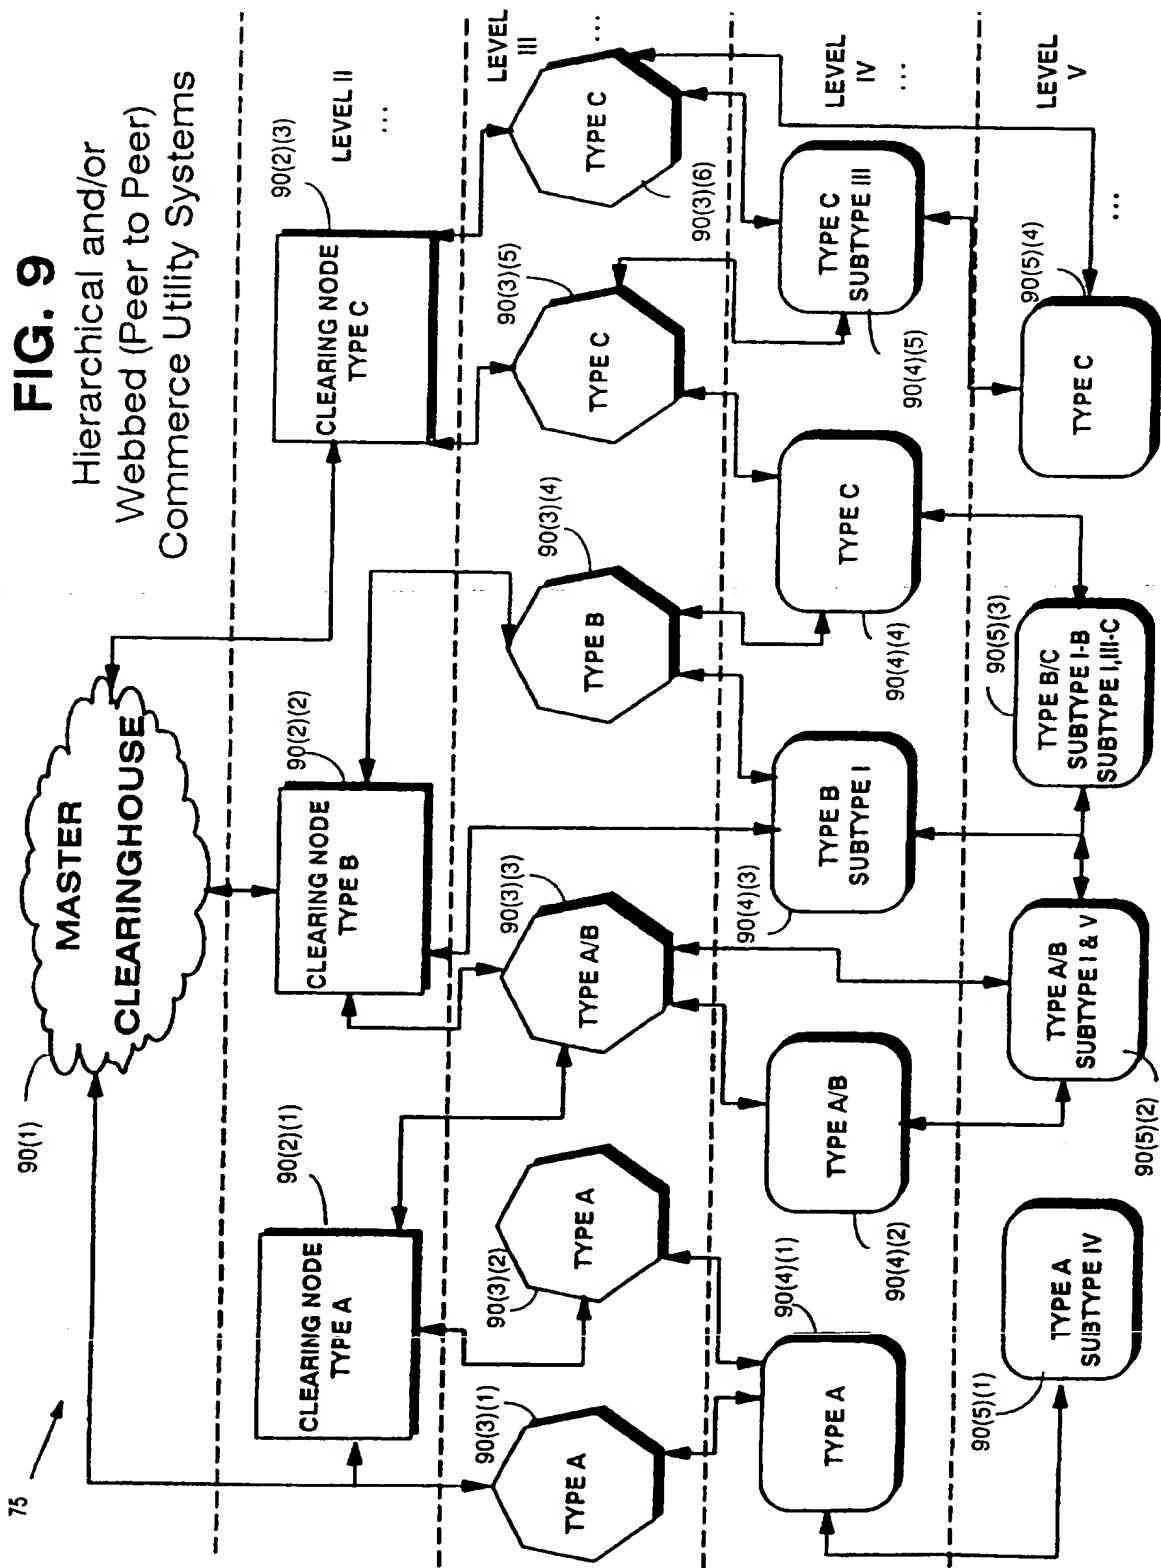 FIG. 9
Hierarchical and/or
Webbed (Peer to Peer)
Commerce Utility Systems
75
90(1)
MASTER
CLEARINGHOUSE
90(2)(1)
CLEARING NODE
TYPE A
90(2)(2)
CLEARING NODE
TYPE B
90(2)(3)
CLEARING NODE
TYPE C
LEVEL II
...
90(3)(1)
TYPE A
90(3)(2)
TYPE A
90(3)(3)
TYPE A/B
90(3)(4)
TYPE B
90(3)(5)
TYPE C
90(3)(6)
TYPE C
LEVEL
III
...
90(4)(1)
TYPE A
90(4)(2)
TYPE A/B
90(4)(3)
TYPE B
SUBTYPE I
90(4)(4)
TYPE C
90(4)(5)
TYPE C
SUBTYPE III
LEVEL
IV
...
90(5)(1)
TYPE A
SUBTYPE IV
90(5)(2)
TYPE A/B
SUBTYPE I & V
90(5)(3)
TYPE B/C
SUBTYPE I-B
SUBTYPE I,III-C
90(5)(4)
TYPE C
LEVEL
V
...